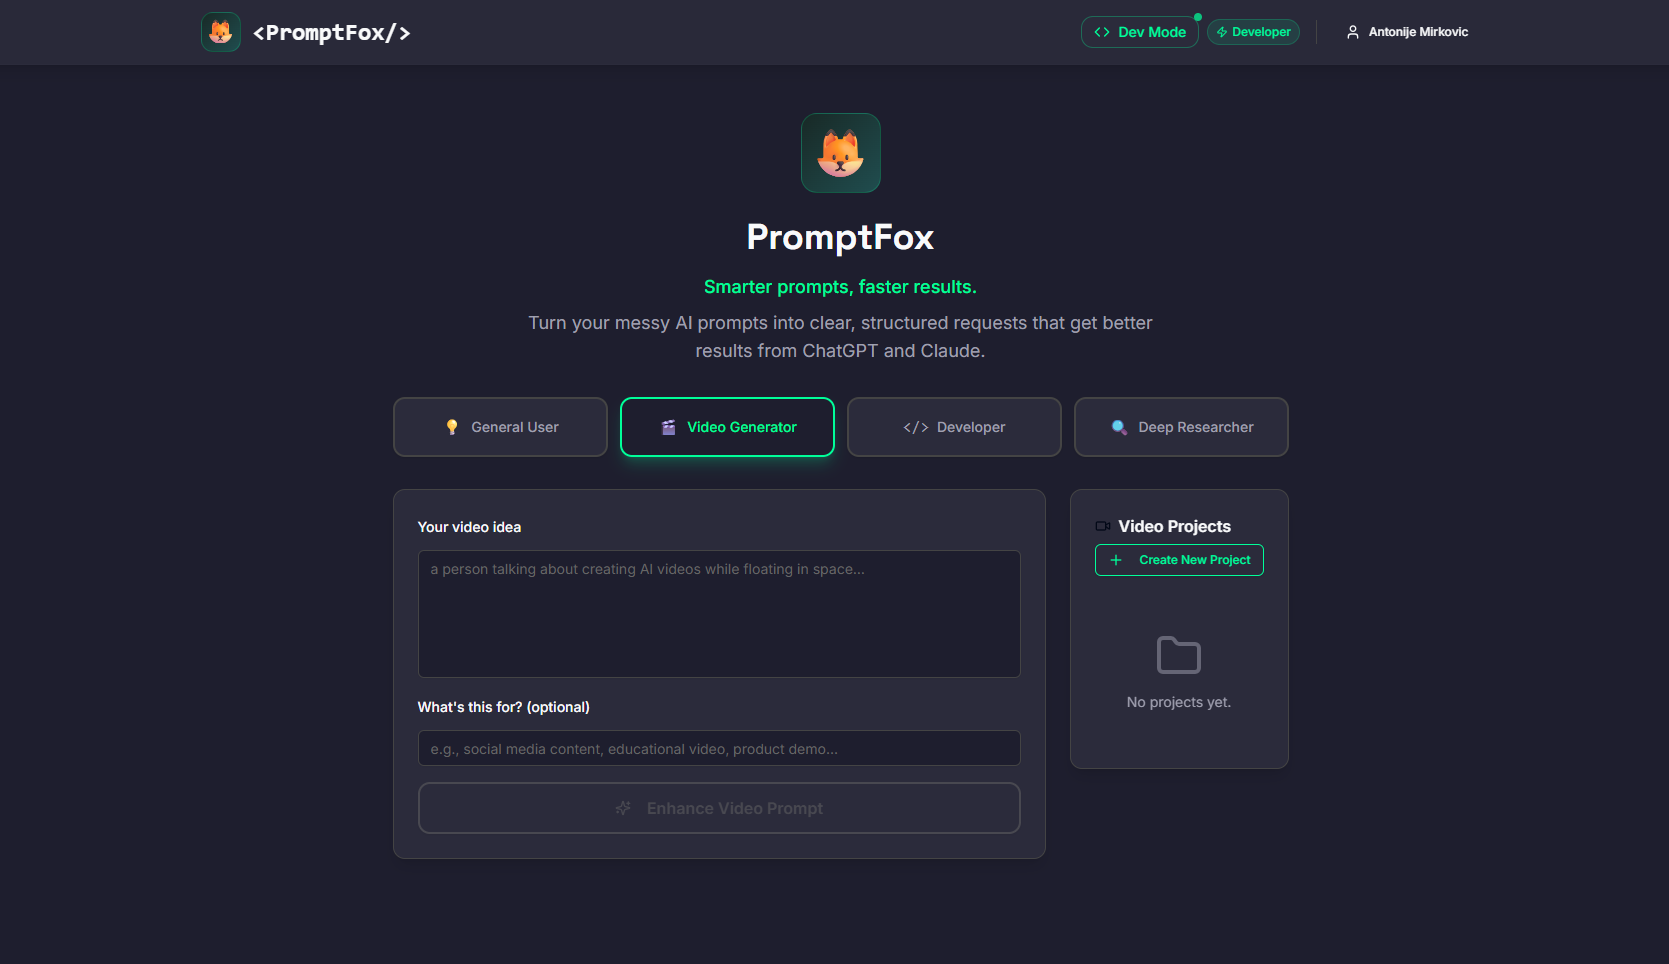 <PromptFox/>
Dev Mode
Developer
Antonije Mirkovic
PromptFox
Smarter prompts, faster results.
Turn your messy AI prompts into clear, structured requests that get better
results from ChatGPT and Claude.
General User
Video Generator
</> Developer
Deep Researcher
Your video idea
a person talking about creating AI videos while floating in space...
What's this for? (optional)
e.g., social media content, educational video, product demo...
Enhance Video Prompt
Video Projects
+ Create New Project
No projects yet.